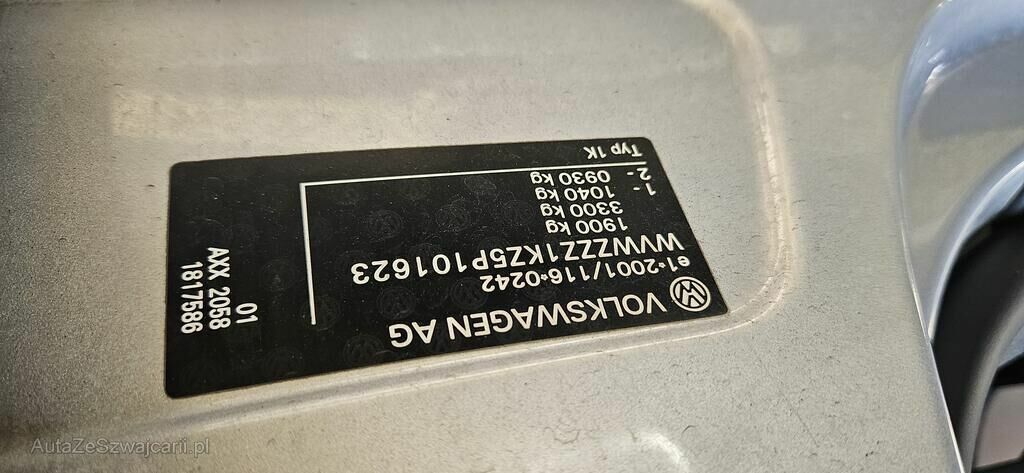 VOLKSWAGEN AG
e1*2001/116*0242
WVWZZZ1KZ5P101623
1900 kg
3300 kg
1 - 1040 kg
2 - 0930 kg
Typ 1K
01
AXX 2058
1817586
AutaZeSzwajcarii.pl